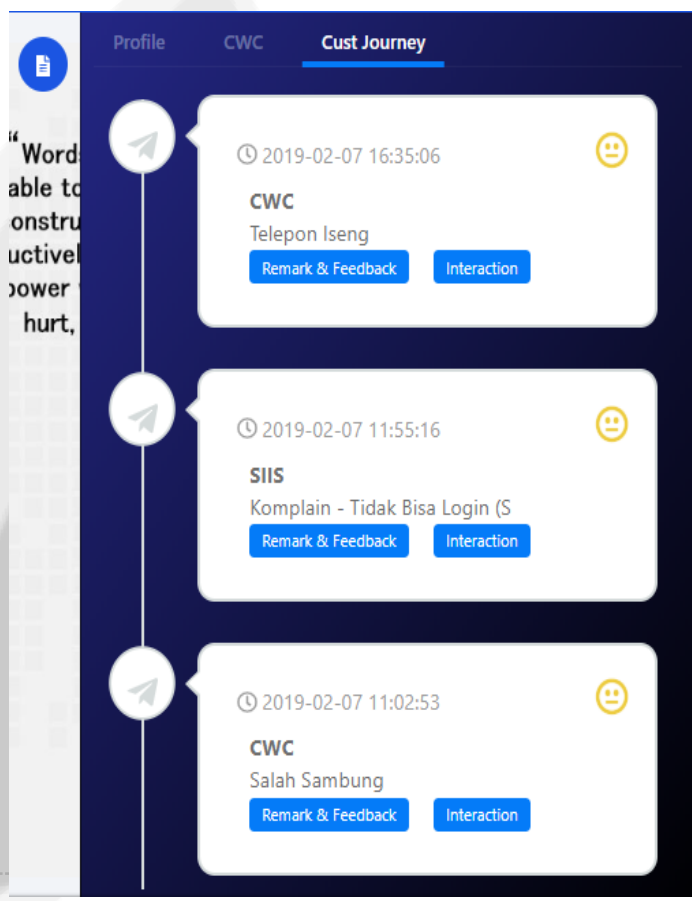 Profile CWC Cust Journey
“Word
able to
onstru
uctivel
power
hurt,
2019-02-07 16:35:06
CWC
Telepon Iseng
Remark & Feedback Interaction
2019-02-07 11:55:16
SIIS
Komplain - Tidak Bisa Login (S
Remark & Feedback Interaction
2019-02-07 11:02:53
CWC
Salah Sambung
Remark & Feedback Interaction